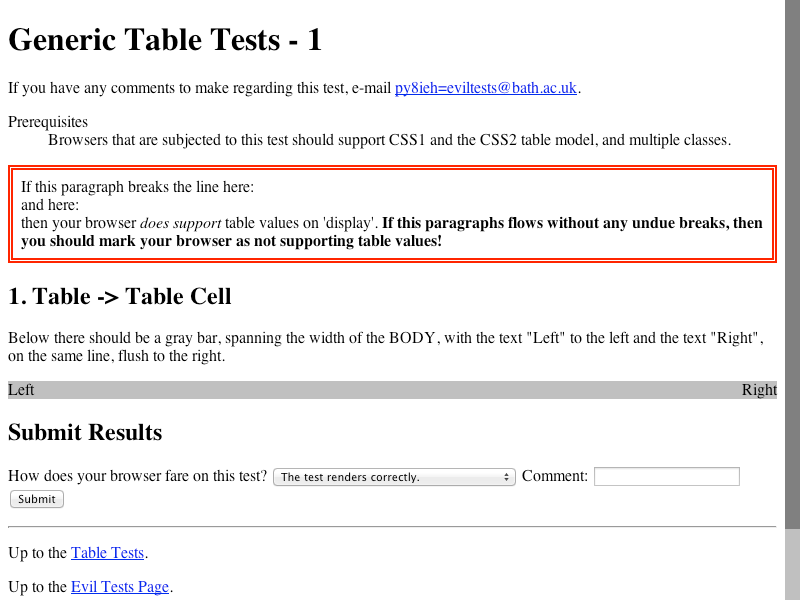 Generic Table Tests - 1
If you have any comments to make regarding this test, e-mail py8ieh=eviltests@bath.ac.uk.
Prerequisites
Browsers that are subjected to this test should support CSS1 and the CSS2 table model, and multiple classes.
If this paragraph breaks the line here:
and here:
then your browser does support table values on 'display'. If this paragraphs flows without any undue breaks, then
you should mark your browser as not supporting table values!
1. Table -> Table Cell
Below there should be a gray bar, spanning the width of the BODY, with the text "Left" to the left and the text "Right",
on the same line, flush to the right.
Left Right
Submit Results
How does your browser fare on this test? The test renders correctly. Comment:
Submit
Up to the Table Tests.
Up to the Evil Tests Page.